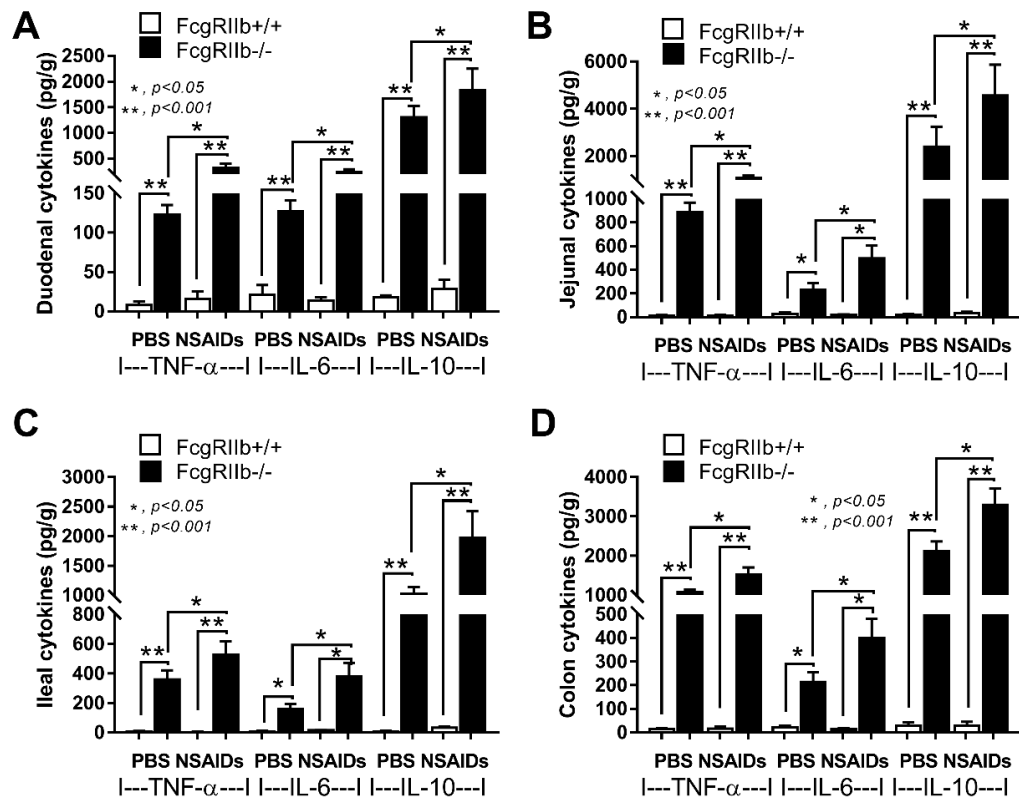 A
FcgRIIb+/+
FcgRIIb-/-
*, p<0.05
**, p<0.001
Duodenal cytokines (pg/g)
2500
2000
1500
1000
500
150
100
50
0
** * ** ** * ** ** * **
PBS NSAIDs PBS NSAIDs PBS NSAIDs
I---TNF-α---I I---IL-6---I I---IL-10---I
B
FcgRIIb+/+
FcgRIIb-/-
*, p<0.05
**, p<0.001
Jejunal cytokines (pg/g)
6000
4000
2000
1000
800
600
400
200
0
** * ** * * * ** * **
PBS NSAIDs PBS NSAIDs PBS NSAIDs
I---TNF-α---I I---IL-6---I I---IL-10---I
C
FcgRIIb+/+
FcgRIIb-/-
*, p<0.05
**, p<0.001
Ileal cytokines (pg/g)
3000
2500
2000
1500
1000
800
600
400
200
0
** * ** * * * ** * **
PBS NSAIDs PBS NSAIDs PBS NSAIDs
I---TNF-α---I I---IL-6---I I---IL-10---I
D
FcgRIIb+/+
FcgRIIb-/-
*, p<0.05
**, p<0.001
Colon cytokines (pg/g)
4000
3000
2000
1000
500
400
300
200
100
0
** * ** * * * ** * **
PBS NSAIDs PBS NSAIDs PBS NSAIDs
I---TNF-α---I I---IL-6---I I---IL-10---I